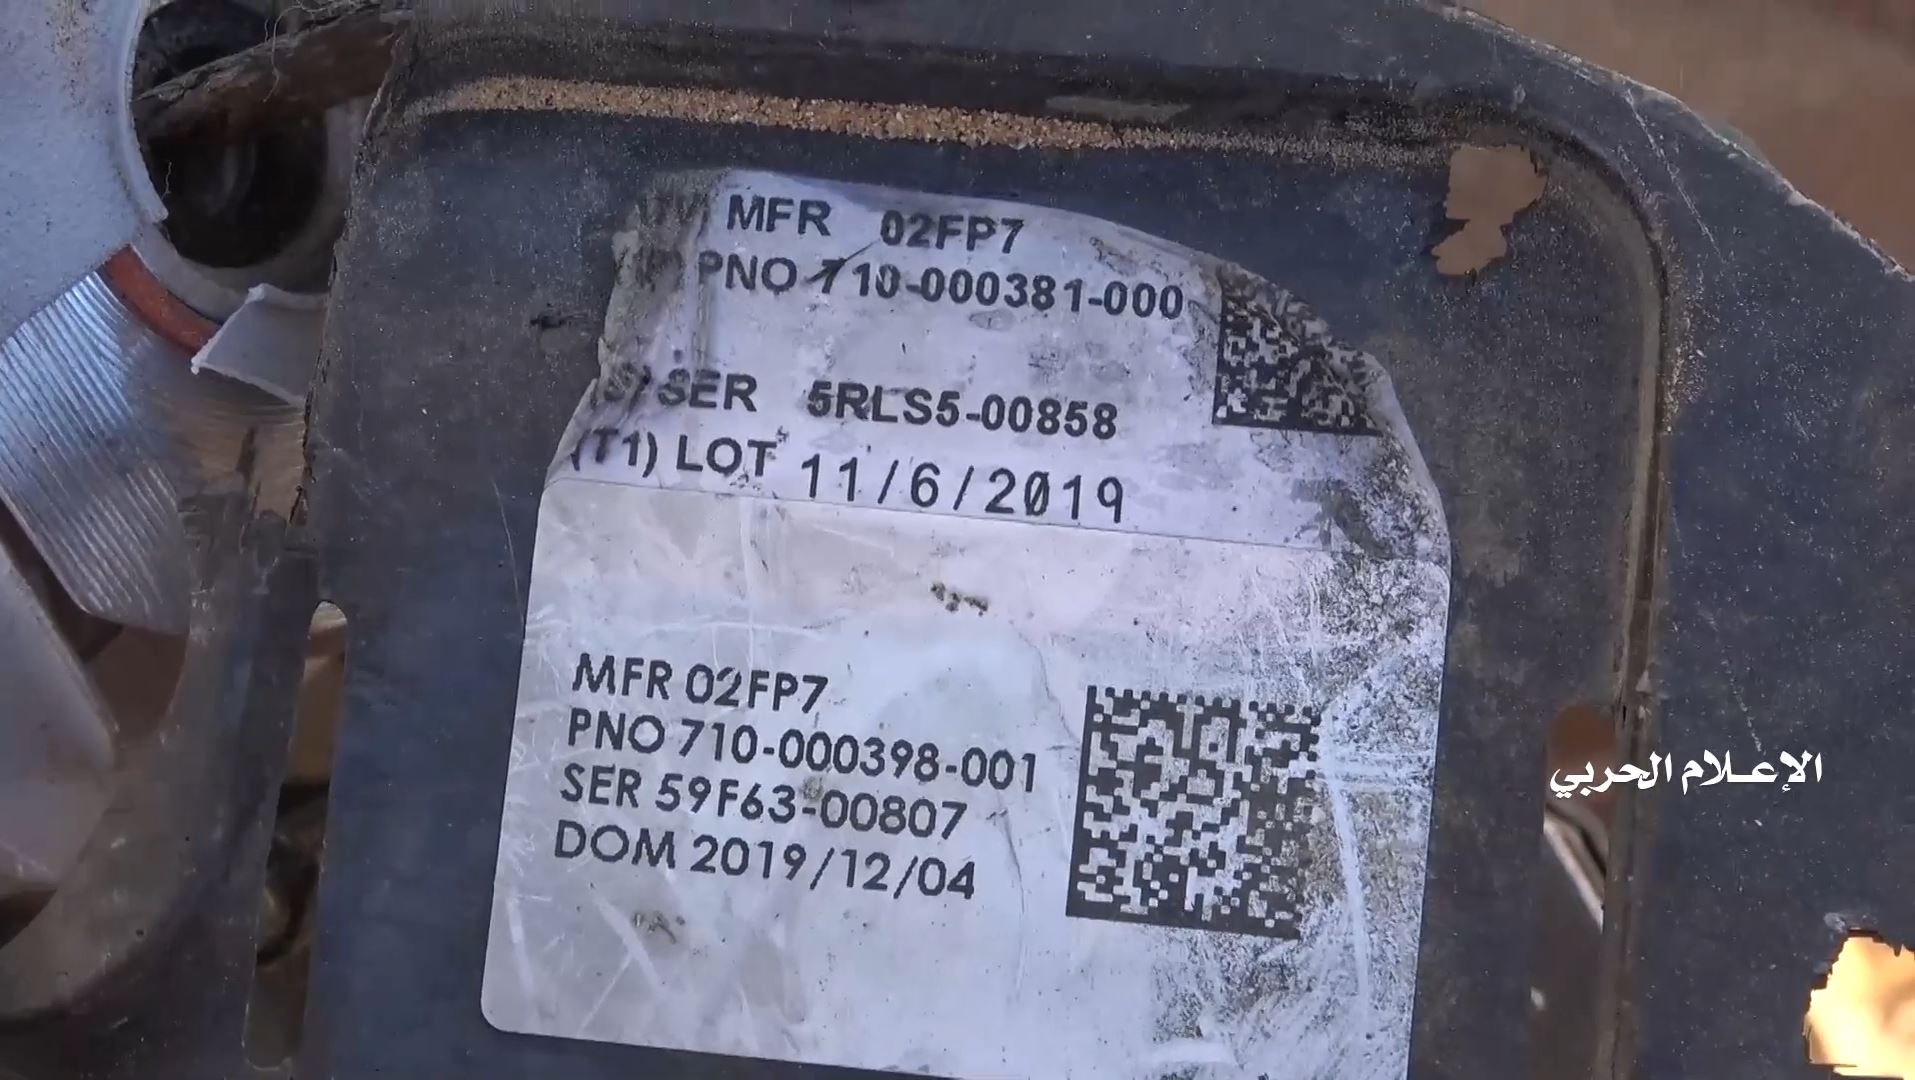 MFR 02FP7
PNO 710-000381-000
(S) SER 5RLS5-00858
(T1) LOT 11/6/2019
MFR 02FP7
PNO 710-000398-001
SER 59F63-00807
DOM 2019/12/04
الإعلام الحربي